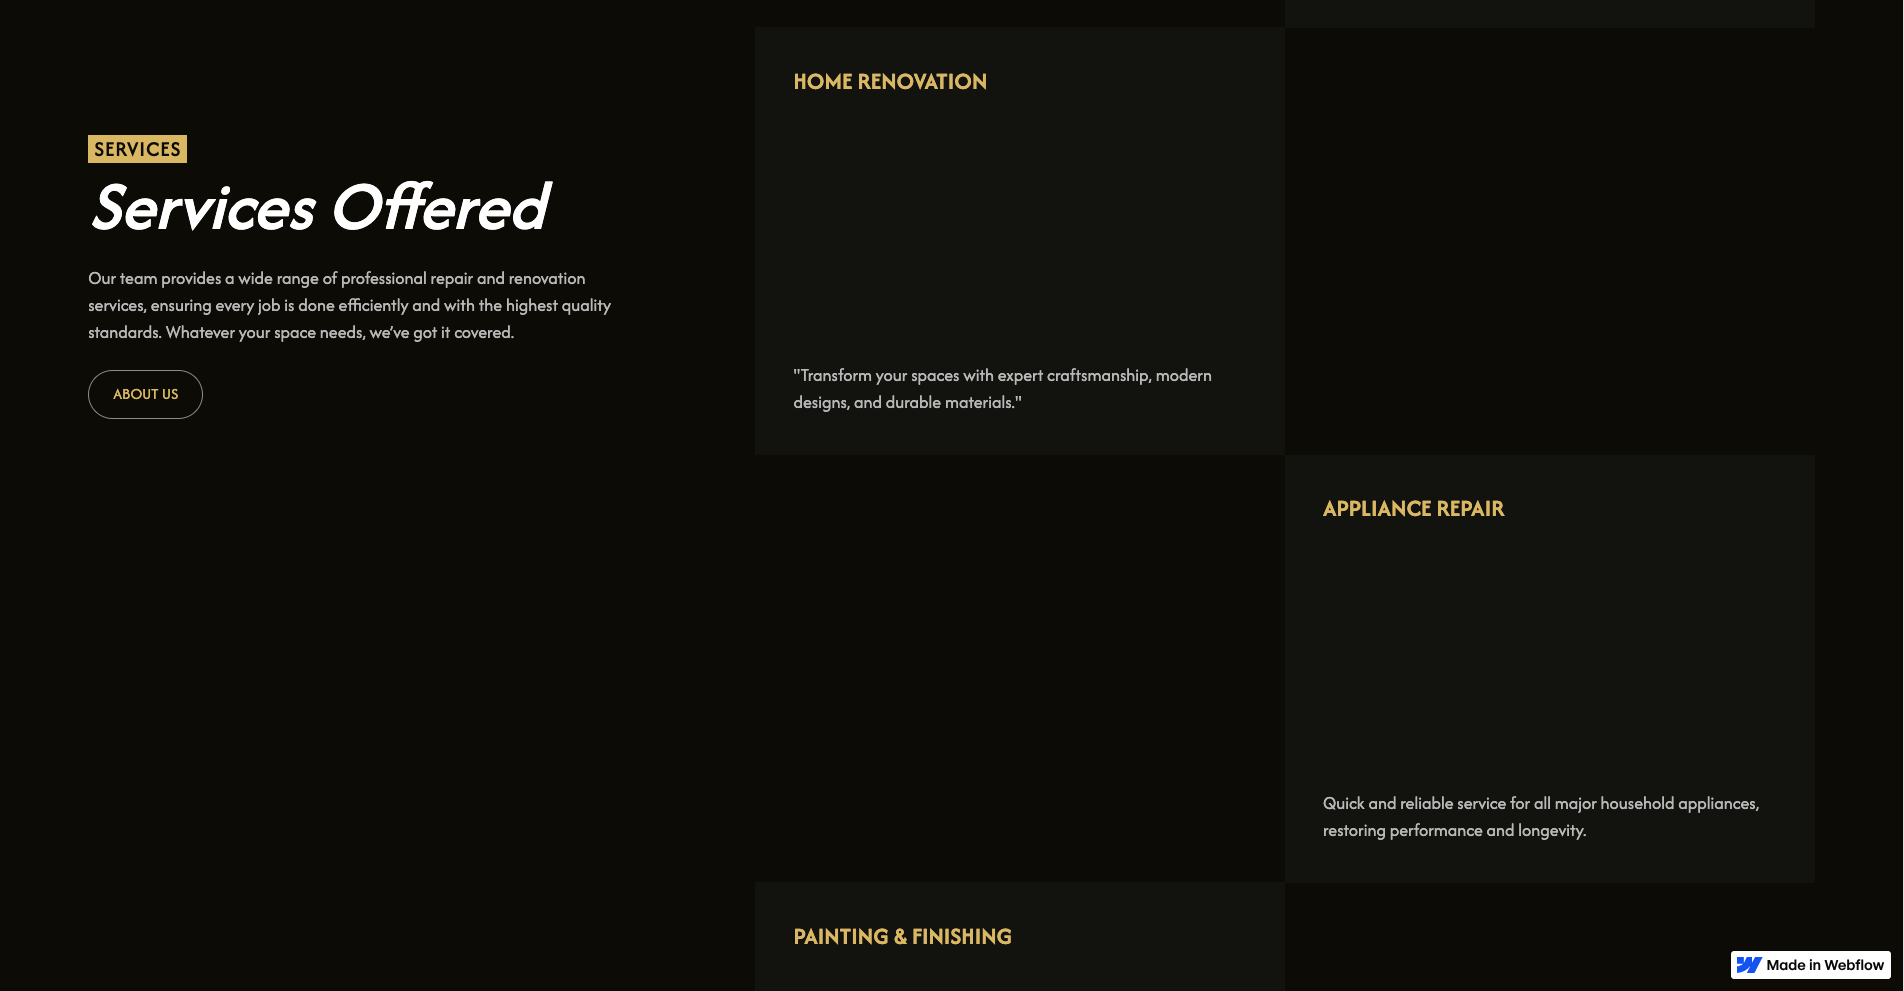 SERVICES
Services Offered
Our team provides a wide range of professional repair and renovation
services, ensuring every job is done efficiently and with the highest quality
standards. Whatever your space needs, we’ve got it covered.
ABOUT US
HOME RENOVATION
"Transform your spaces with expert craftsmanship, modern
designs, and durable materials."
APPLIANCE REPAIR
Quick and reliable service for all major household appliances,
restoring performance and longevity.
PAINTING & FINISHING
Made in Webflow